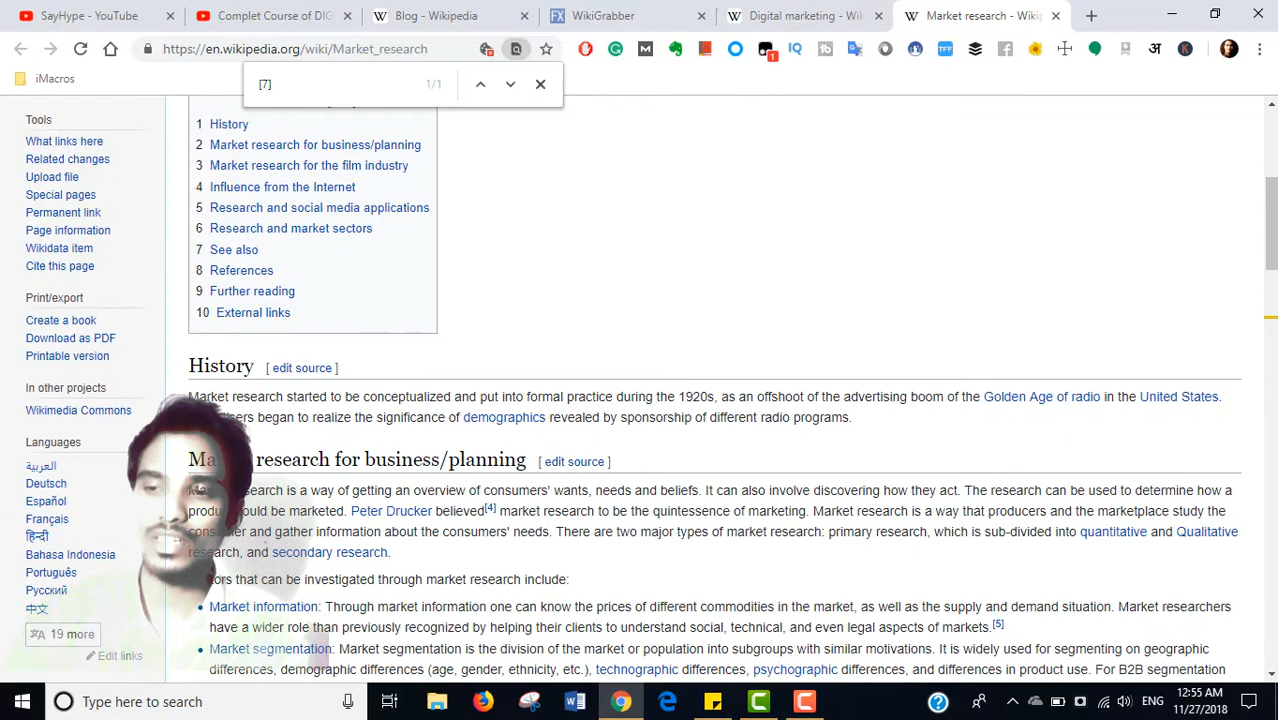 SayHype - YouTube
Complet Course of DIG
Blog - Wikipedia
WikiGrabber
Digital marketing - Wik
Market research - Wiki
https://en.wikipedia.org/wiki/Market_research
iMacros
[7] 1/1
1 History
2 Market research for business/planning
3 Market research for the film industry
4 Influence from the Internet
5 Research and social media applications
6 Research and market sectors
7 See also
8 References
9 Further reading
10 External links
Tools
What links here
Related changes
Upload file
Special pages
Permanent link
Page information
Wikidata item
Cite this page
Print/export
Create a book
Download as PDF
Printable version
In other projects
Wikimedia Commons
Languages
العربية
Deutsch
Español
Français
हिन्दी
Bahasa Indonesia
Português
Русский
中文
19 more
Edit links
History [ edit source ]
Market research started to be conceptualized and put into formal practice during the 1920s, as an offshoot of the advertising boom of the Golden Age of radio in the United States.
began to realize the significance of demographics revealed by sponsorship of different radio programs.
research for business/planning [ edit source ]
is a way of getting an overview of consumers' wants, needs and beliefs. It can also involve discovering how they act. The research can be used to determine how a
be marketed. Peter Drucker believed[4] market research to be the quintessence of marketing. Market research is a way that producers and the marketplace study the
and gather information about the consumers' needs. There are two major types of market research: primary research, which is sub-divided into quantitative and Qualitative
research, and secondary research.
that can be investigated through market research include:
Market information: Through market information one can know the prices of different commodities in the market, as well as the supply and demand situation. Market researchers
have a wider role than previously recognized by helping their clients to understand social, technical, and even legal aspects of markets.[5]
Market segmentation: Market segmentation is the division of the market or population into subgroups with similar motivations. It is widely used for segmenting on geographic
differences, demographic differences (age, gender, ethnicity, etc.), technographic differences, psychographic differences, and differences in product use. For B2B segmentation
Type here to search
ENG
12:55 AM
11/27/2018